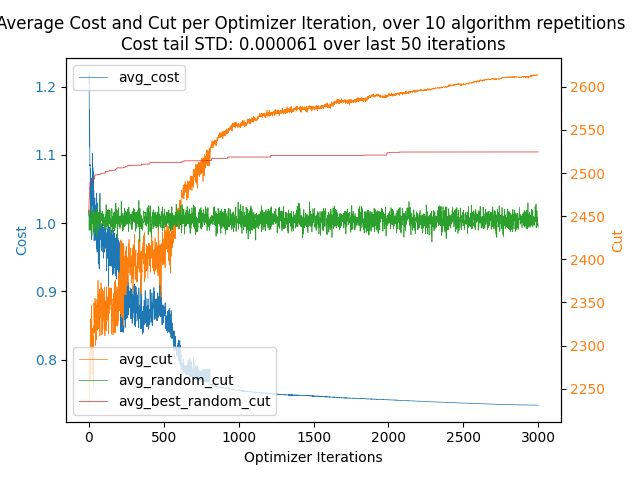 Average Cost and Cut per Optimizer Iteration, over 10 algorithm repetitions
Cost tail STD: 0.000061 over last 50 iterations
avg_cost
1.2
1.1
1.0
0.9
0.8
Cost
2600
2550
2500
2450
2400
2350
2300
2250
Cut
avg_cut
avg_random_cut
avg_best_random_cut
0
500
1000
1500
2000
2500
3000
Optimizer Iterations